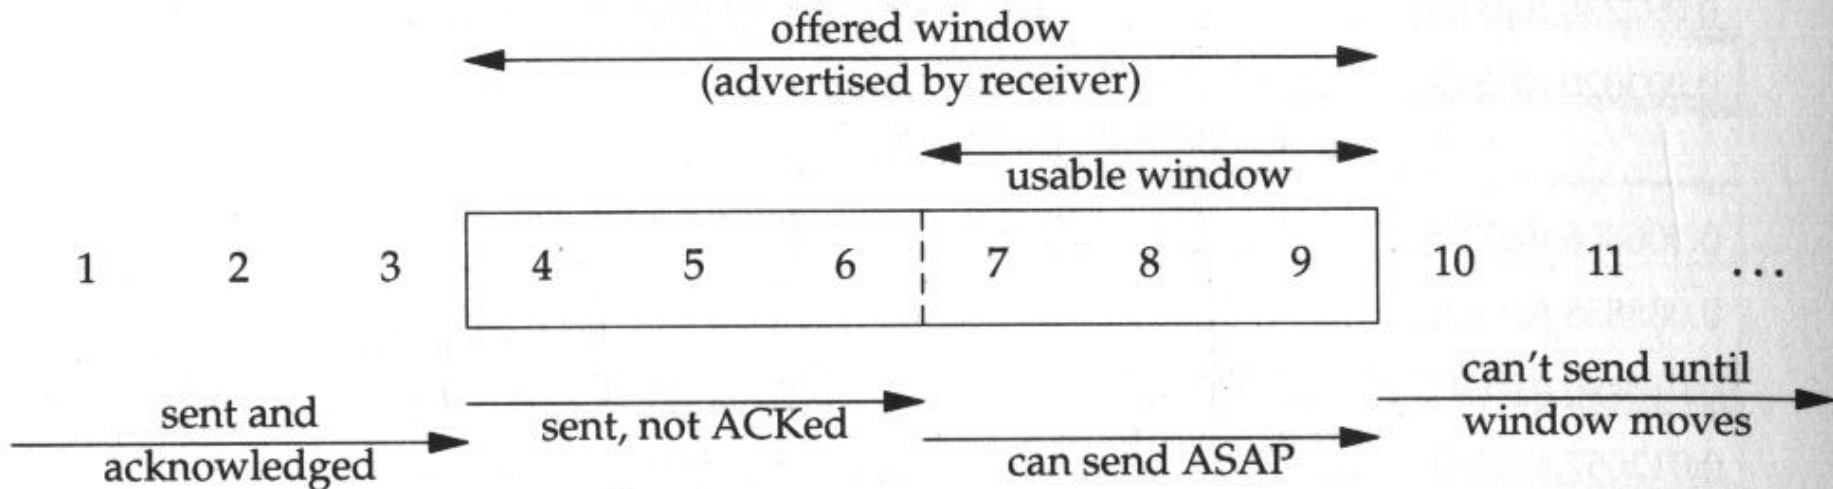 offered window
(advertised by receiver)
usable window
1 2 3 4 5 6 7 8 9 10 11 ...
sent and
acknowledged
sent, not ACKed
can send ASAP
can't send until
window moves